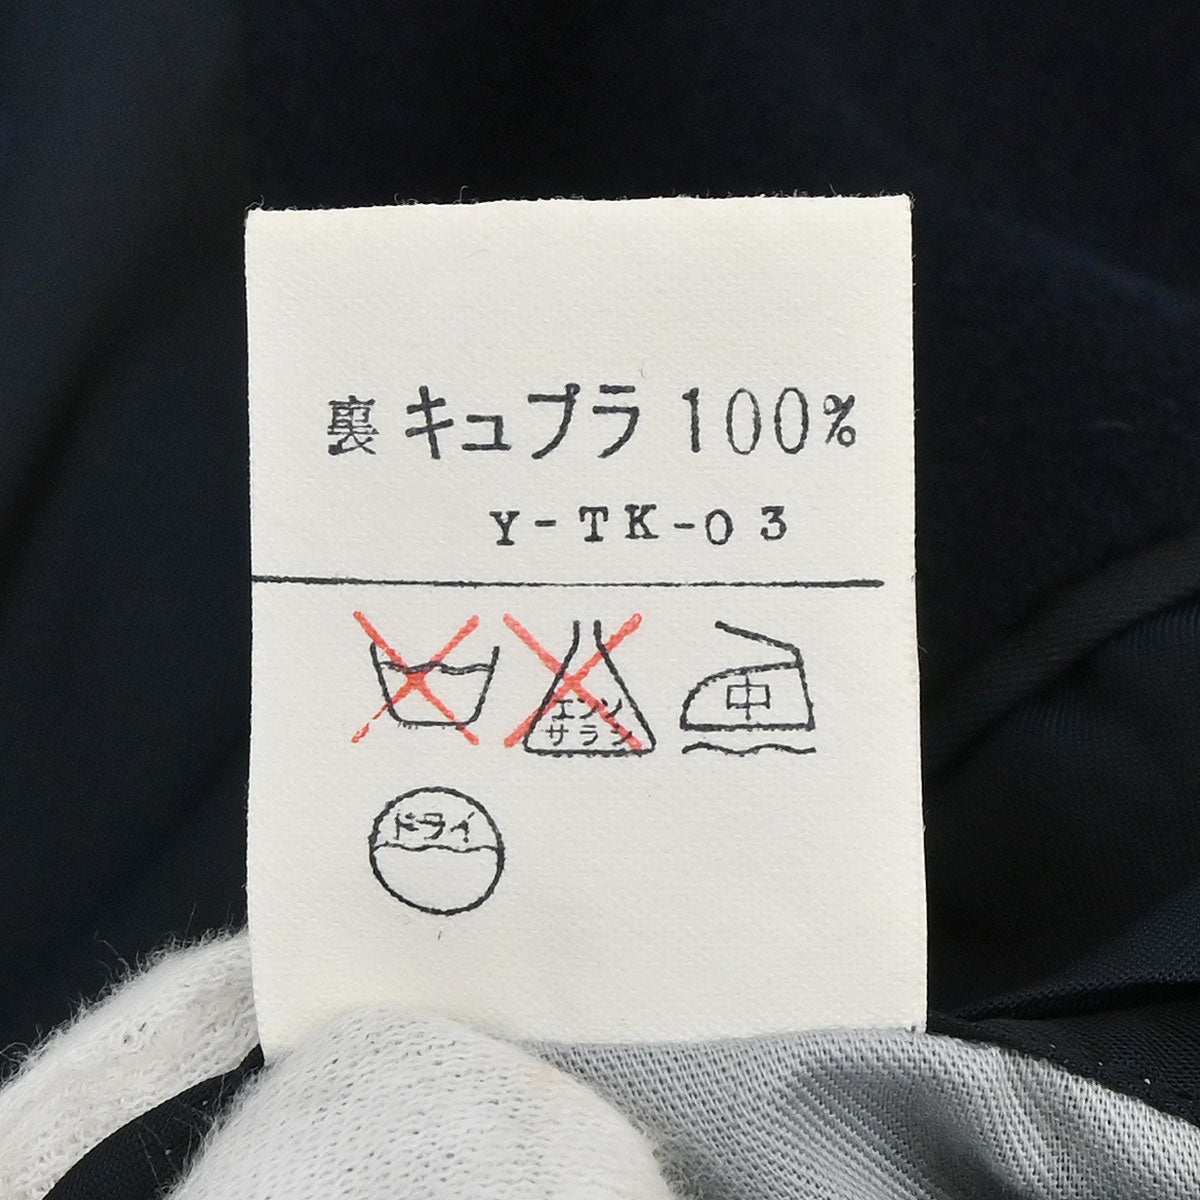 裏 キュプラ 100%
Y-TK-03
エンソ
サラシ
中
ドライ